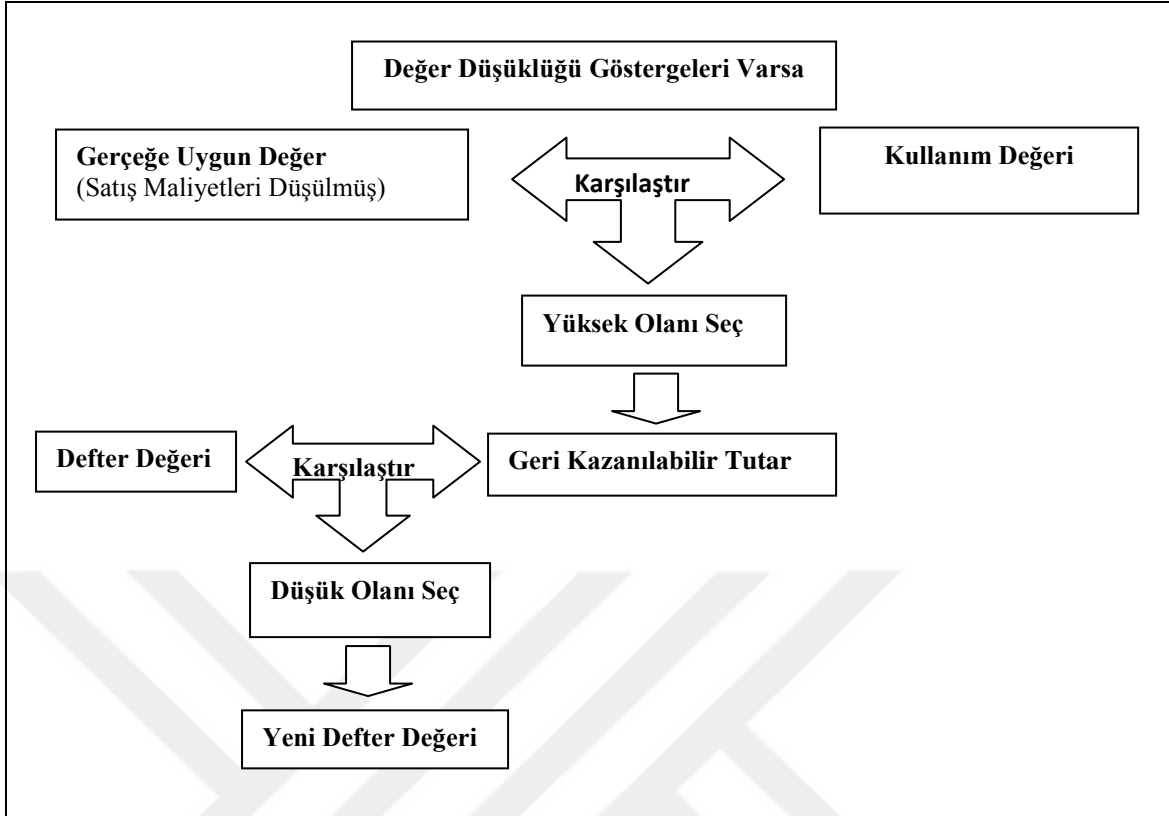 Değer Düşüklüğü Göstergeleri Varsa
Gerçeğe Uygun Değer
(Satış Maliyetleri Düşülmüş)
Karşılaştır
Kullanım Değeri
Yüksek Olanı Seç
Defter Değeri
Karşılaştır
Geri Kazanılabilir Tutar
Düşük Olanı Seç
Yeni Defter Değeri